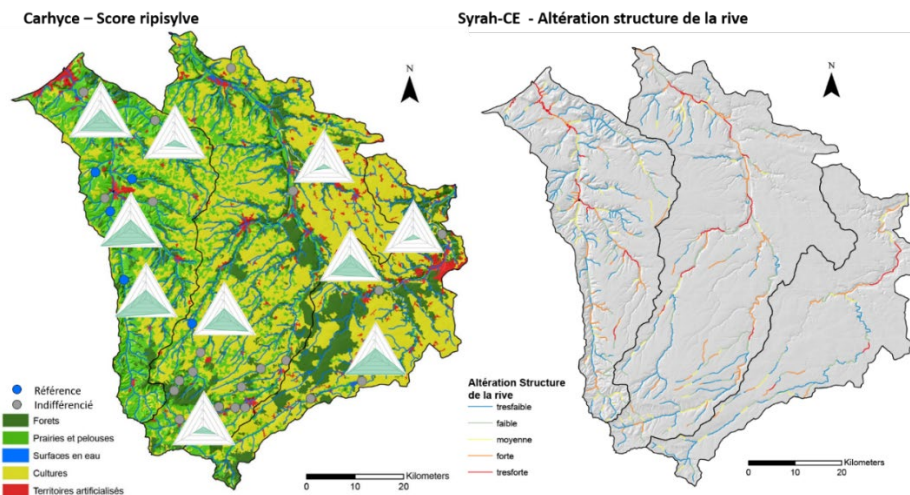 Carhyce – Score ripisylve
Syrah-CE - Altération structure de la rive
N
N
Référence
Indifférencié
Forets
Prairies et pelouses
Surfaces en eau
Cultures
Territoires artificialisés
Kilometers
20 10 0 20
Altération Structure
de la rive
tresfaible
faible
moyenne
forte
tresforte
Kilometers
20 10 0 20